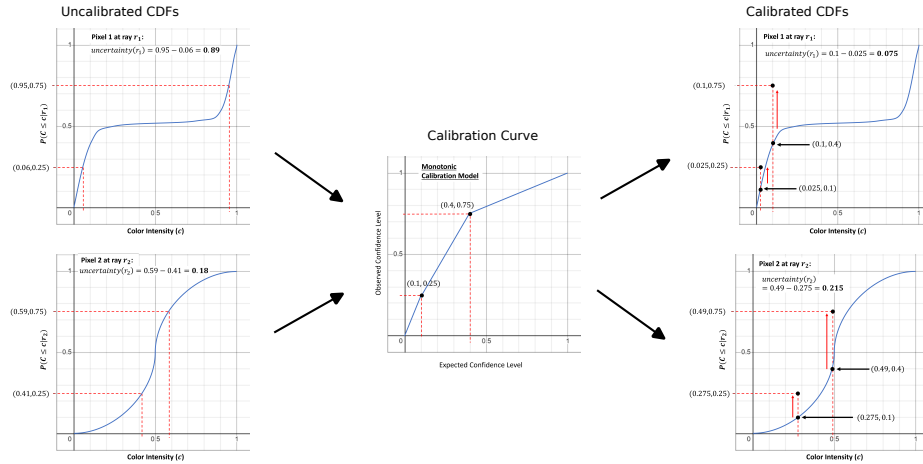 Uncalibrated CDFs
Pixel 1 at ray r₁:
uncertainty(r₁) = 0.95 − 0.06 = 0.89
1
(0.95,0.75)
0.5
(0.06,0.25)
P(C ≤ c|r₁)
0
0.5
1
Color Intensity (c)
Pixel 2 at ray r₂:
uncertainty(r₂) = 0.59 − 0.41 = 0.18
1
(0.59,0.75)
0.5
(0.41,0.25)
P(C ≤ c|r₂)
0
0.5
1
Color Intensity (c)
Calibration Curve
Monotonic
Calibration Model
1
(0.4,0.75)
0.5
(0.1,0.25)
Observed Confidence Level
0
0.5
1
Expected Confidence Level
Calibrated CDFs
Pixel 1 at ray r₁:
uncertainty(r₁) = 0.1 − 0.025 = 0.075
1
(0.1,0.75)
0.5
(0.1,0.4)
(0.025,0.25)
(0.025,0.1)
P(C ≤ c|r₁)
0
0.5
1
Color Intensity (c)
Pixel 2 at ray r₂:
uncertainty(r₂)
= 0.49 − 0.275 = 0.215
1
(0.49,0.75)
0.5
(0.49,0.4)
(0.275,0.25)
(0.275,0.1)
P(C ≤ c|r₂)
0
0.5
1
Color Intensity (c)